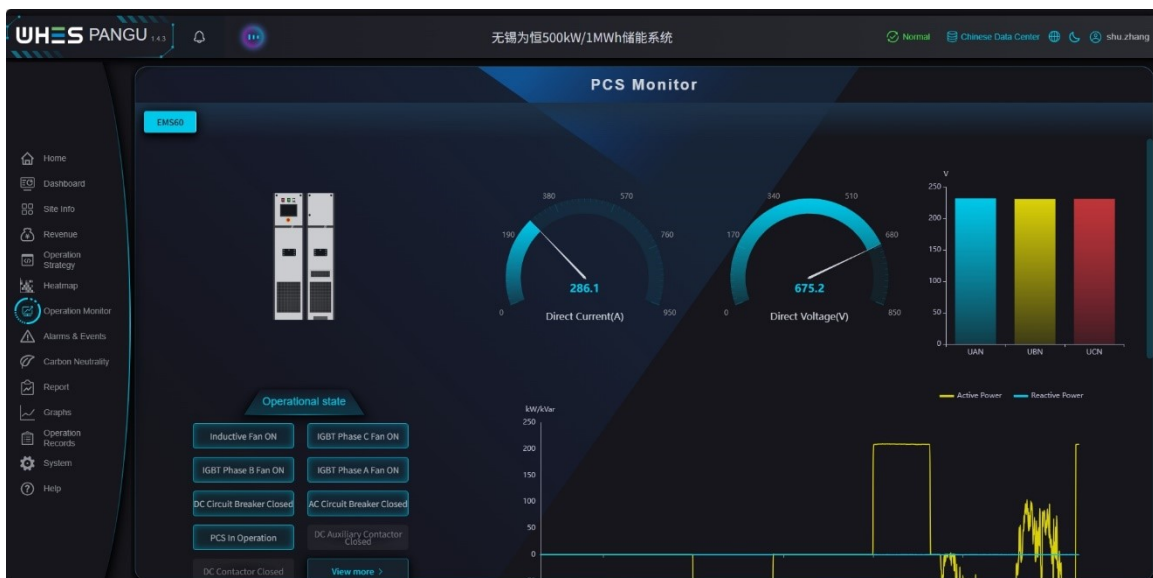 WHES PANGU 1.4.3
无锡为恒500kW/1MWh储能系统
Normal
Chinese Data Center
shu.zhang
PCS Monitor
EMS60
Home
Dashboard
Site Info
Revenue
Operation
Strategy
Heatmap
Operation Monitor
Alarms & Events
Carbon Neutrality
Report
Graphs
Operation
Records
System
Help
Operational state
Inductive Fan ON
IGBT Phase C Fan ON
IGBT Phase B Fan ON
IGBT Phase A Fan ON
DC Circuit Breaker Closed
AC Circuit Breaker Closed
PCS In Operation
DC Auxiliary Contactor
Closed
DC Contactor Closed
View more >
0
190
380
570
760
950
286.1
Direct Current(A)
0
170
340
510
680
850
675.2
Direct Voltage(V)
V
250
200
150
100
50
0
UAN
UBN
UCN
Active Power
Reactive Power
kW/kVar
250
200
150
100
50
0